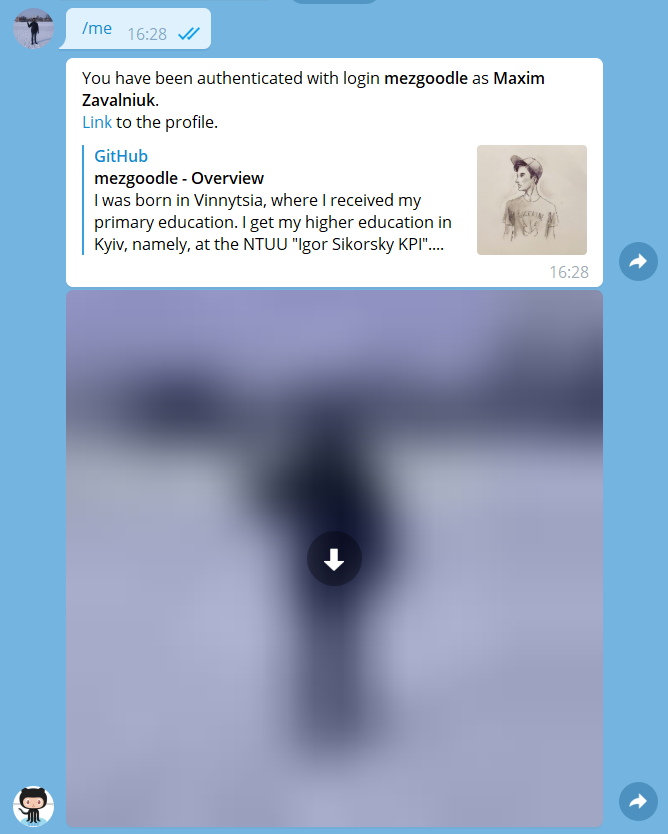 /me 16:28
You have been authenticated with login mezgoodle as Maxim
Zavalniuk.
Link to the profile.
GitHub
mezgoodle - Overview
I was born in Vinnytsia, where I received my
primary education. I get my higher education in
Kyiv, namely, at the NTUU "Igor Sikorsky KPI"....
16:28